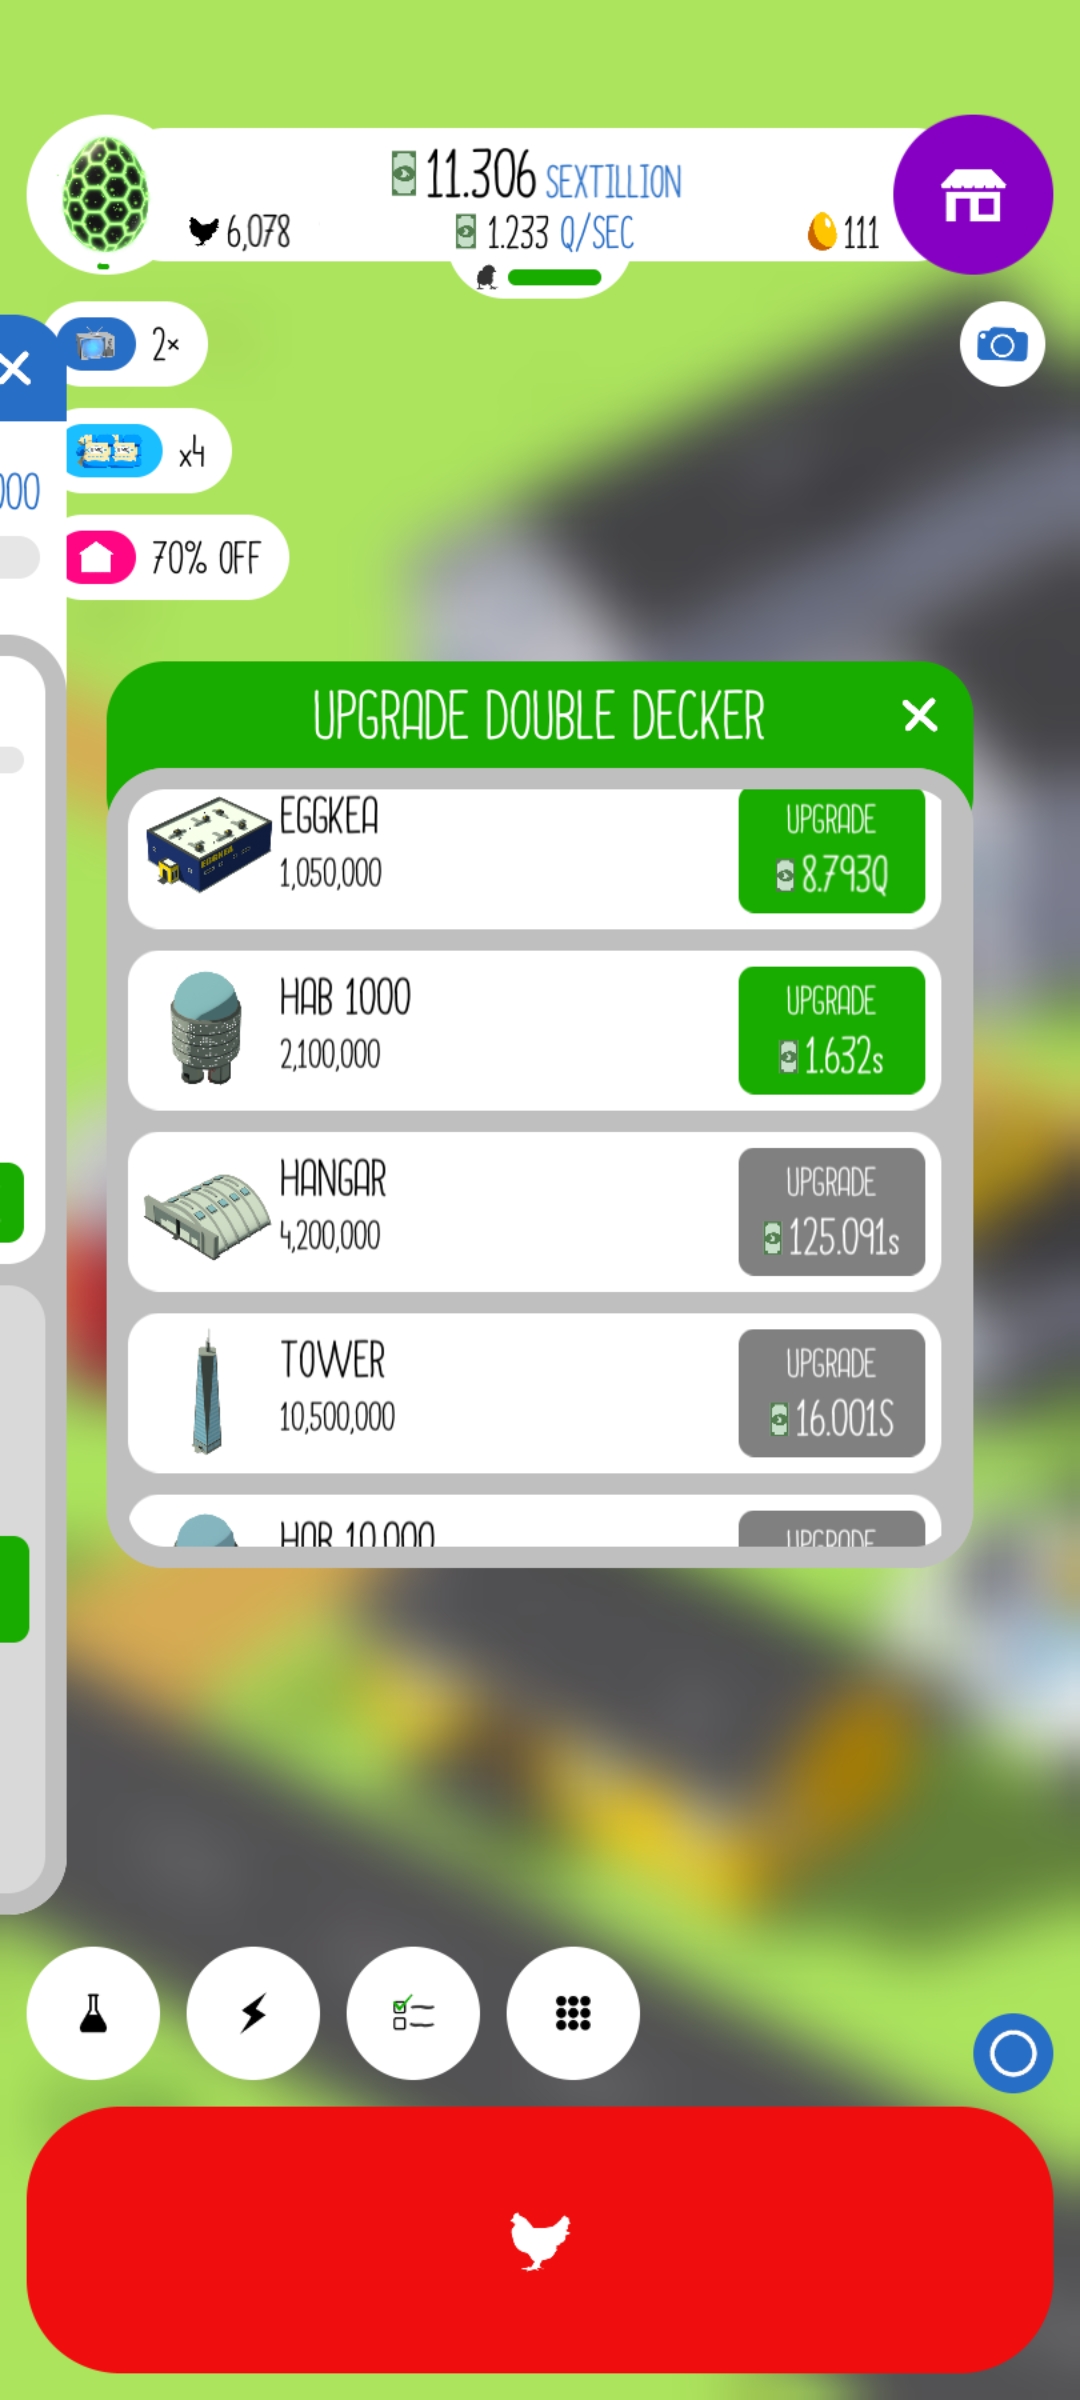 11.306 SEXTILLION
6,078
1.233 Q/SEC
111
2×
x4
000
70% OFF
UPGRADE DOUBLE DECKER
EGGKEA
1,050,000
UPGRADE
8.793Q
HAB 1000
2,100,000
UPGRADE
1.632s
HANGAR
4,200,000
UPGRADE
125.091s
TOWER
10,500,000
UPGRADE
16.001S
HAB 10,000
UPGRADE